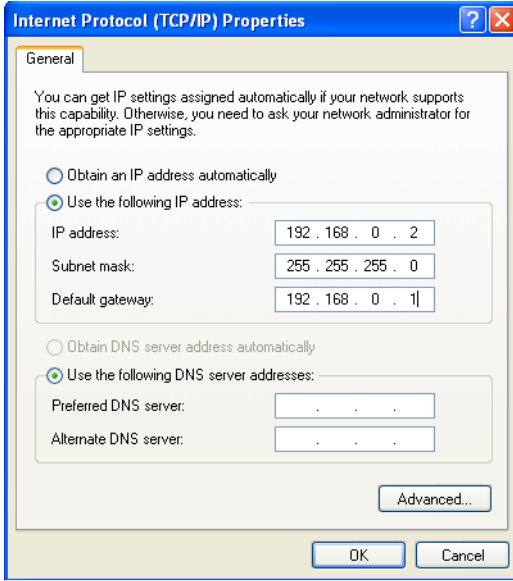 Internet Protocol (TCP/IP) Properties
General
You can get IP settings assigned automatically if your network supports
this capability. Otherwise, you need to ask your network administrator for
the appropriate IP settings.
Obtain an IP address automatically
Use the following IP address:
IP address: 192 . 168 . 0 . 2
Subnet mask: 255 . 255 . 255 . 0
Default gateway: 192 . 168 . 0 . 1
Obtain DNS server address automatically
Use the following DNS server addresses:
Preferred DNS server: . . .
Alternate DNS server: . . .
Advanced...
OK Cancel